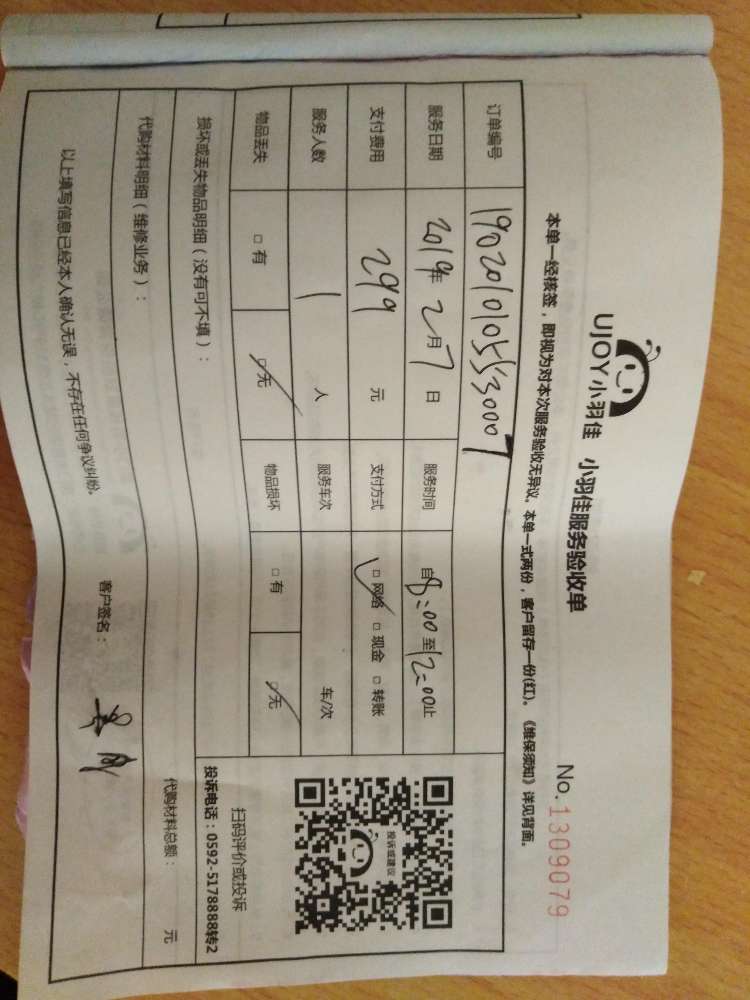 UJOY小羽佳 小羽佳服务验收单 No.1309079
本单一经核签，即视为对本次服务验收无异议。本单一式两份，客户留存一份(红)。《维保须知》详见背面。
订单编号 19020101055530007
服务日期 2019年 2月7日 服务时间 自8:00至12:00止
支付费用 299 元 支付方式 □网络 □现金 □转账
服务人数 1 人 服务车次 车/次
物品丢失 □有 □无 物品损坏 □有 □无
投诉或建议
扫码评价或投诉
投诉电话：0592-5178888转2
损坏或丢失物品明细（没有可不填）：
代购材料明细（维修业务）： 代购材料总额： 元
以上填写信息已经本人确认无误，不存在任何争议纠纷。
客户签名：